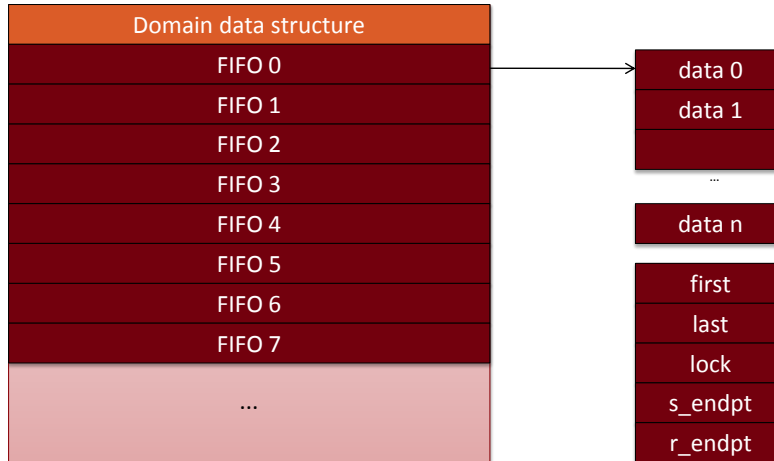 Domain data structure
FIFO 0
FIFO 1
FIFO 2
FIFO 3
FIFO 4
FIFO 5
FIFO 6
FIFO 7
...
data 0
data 1
...
data n
first
last
lock
s_endpt
r_endpt